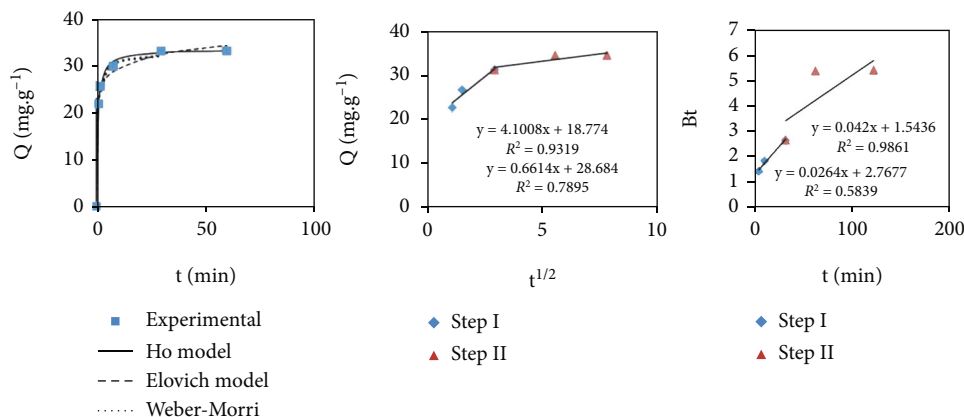 Q (mg.g⁻¹)
40
30
20
10
0
0
50
100
t (min)
Experimental
Ho model
Elovich model
Weber-Morri
Q (mg.g⁻¹)
40
30
20
10
0
y = 4.1008x + 18.774
R² = 0.9319
y = 0.6614x + 28.684
R² = 0.7895
0
5
10
t¹/²
Step I
Step II
Bt
7
6
5
4
3
2
1
0
y = 0.042x + 1.5436
R² = 0.9861
y = 0.0264x + 2.7677
R² = 0.5839
0
100
200
t (min)
Step I
Step II